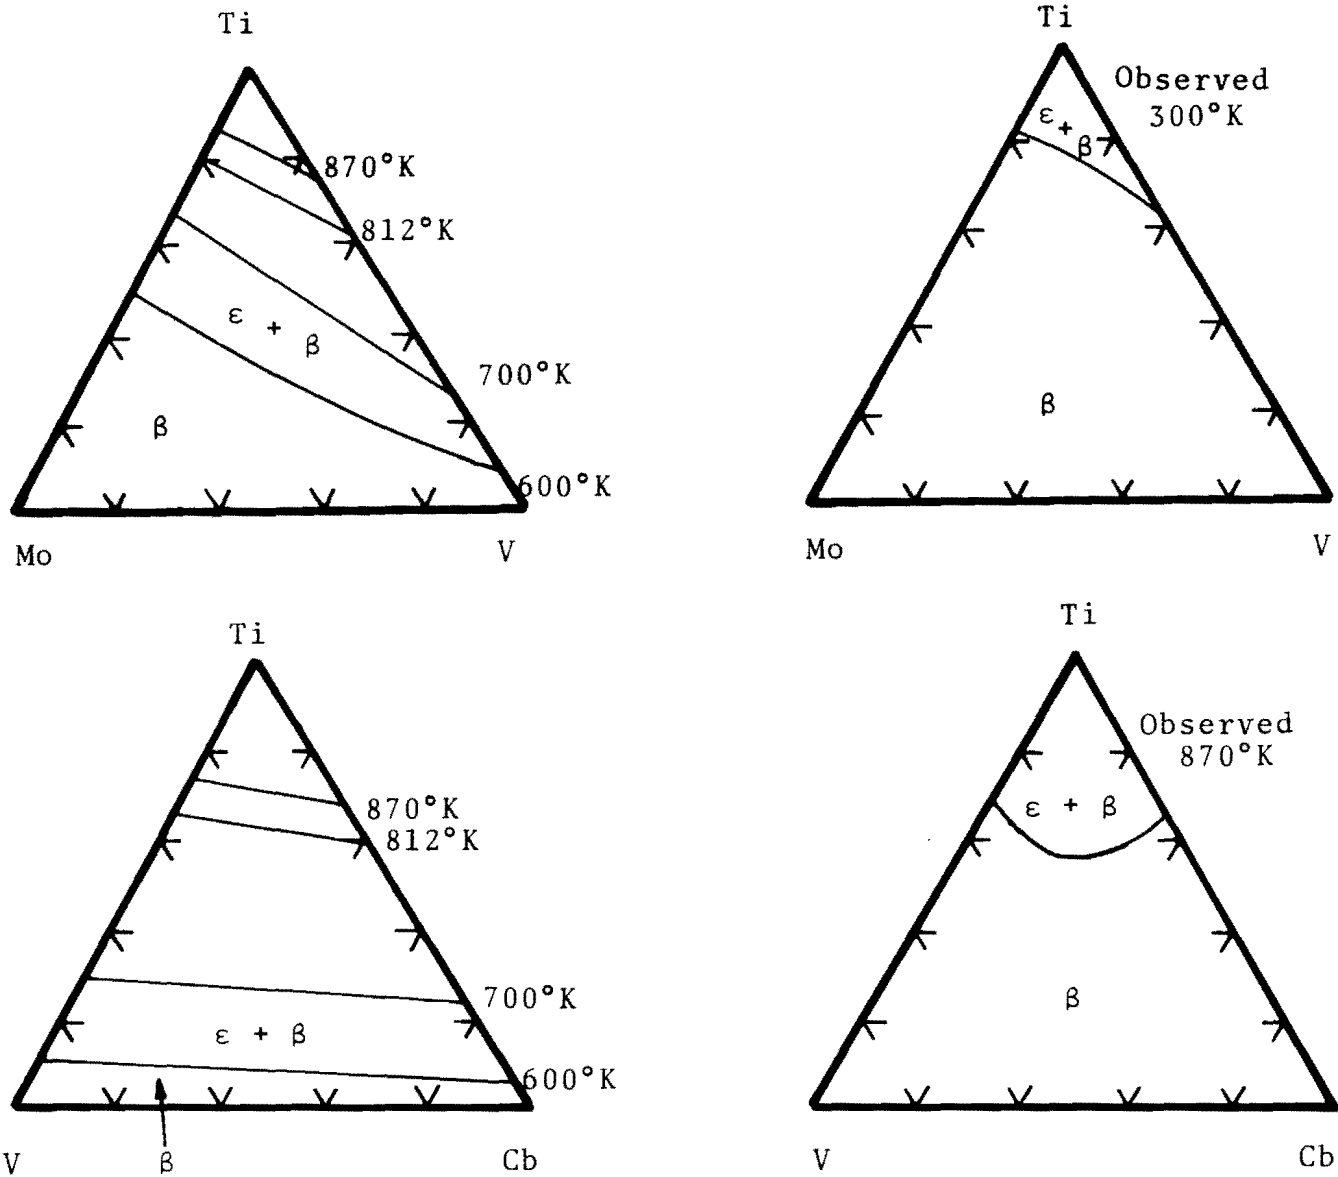 Ti
870°K
812°K
ε + β
700°K
β
600°K
Mo V
Ti
Observed
300°K
ε + β
β
Mo V
Ti
870°K
812°K
700°K
ε + β
600°K
V β Cb
Ti
Observed
870°K
ε + β
β
V Cb